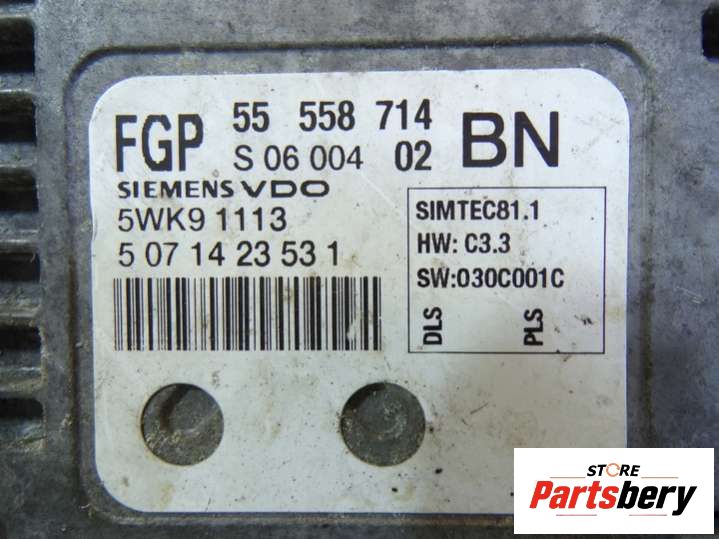 FGP 55 558 714 BN
S 06 004 02
SIEMENS VDO
5WK9 1113
5 07 14 23 53 1
SIMTEC81.1
HW: C3.3
SW:030C001C
DLS PLS
STORE
Partsbery